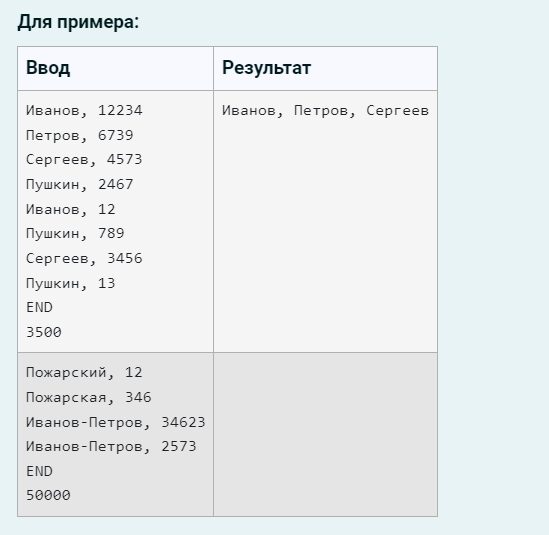 Для примера:
Ввод
Результат
Иванов, 12234
Петров, 6739
Сергеев, 4573
Пушкин, 2467
Иванов, 12
Пушкин, 789
Сергеев, 3456
Пушкин, 13
END
3500
Иванов, Петров, Сергеев
Пожарский, 12
Пожарская, 346
Иванов-Петров, 34623
Иванов-Петров, 2573
END
50000